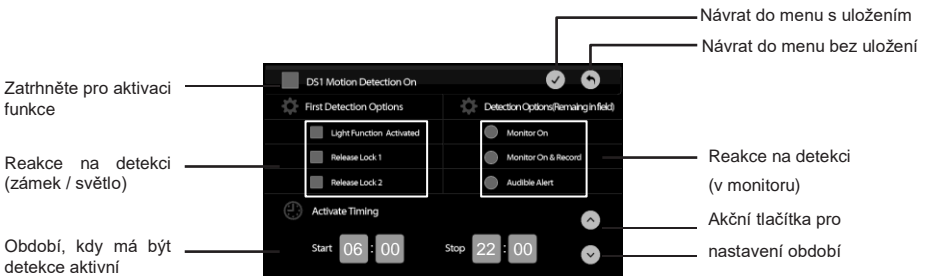 Návrat do menu s uložením
Návrat do menu bez uložení
Zatrhněte pro aktivaci
funkce
DS1 Motion Detection On
First Detection Options
Detection Options(Remaing in field)
Light Function Activated
Monitor On
Reakce na detekci
(zámek / světlo)
Release Lock 1
Monitor On & Record
Reakce na detekci
(v monitoru)
Release Lock 2
Audible Alert
Activate Timing
Akční tlačítka pro
nastavení období
Období, kdy má být
detekce aktivní
Start 06 : 00 Stop 22 : 00